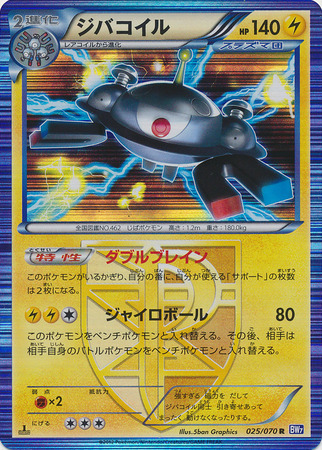 2進化
ジバコイル
HP 140
レアコイルから進化
プラズマ団
全国図鑑NO.462 じばポケモン 高さ:1.2m 重さ:180.0kg
とくせい
特性 ダブルブレイン
このポケモンがいるかぎり、自分の番に、自分が使える「サポート」の枚数
は2枚になる。
ジャイロボール 80
このポケモンをベンチポケモンと入れ替える。その後、相手は
相手自身のバトルポケモンをベンチポケモンと入れ替える。
弱点 抵抗力
×2
にげる
強すぎる 磁力を だして
ジバコイル同士 引き寄せあって
Illus.5ban Graphics 025/070 R BW7